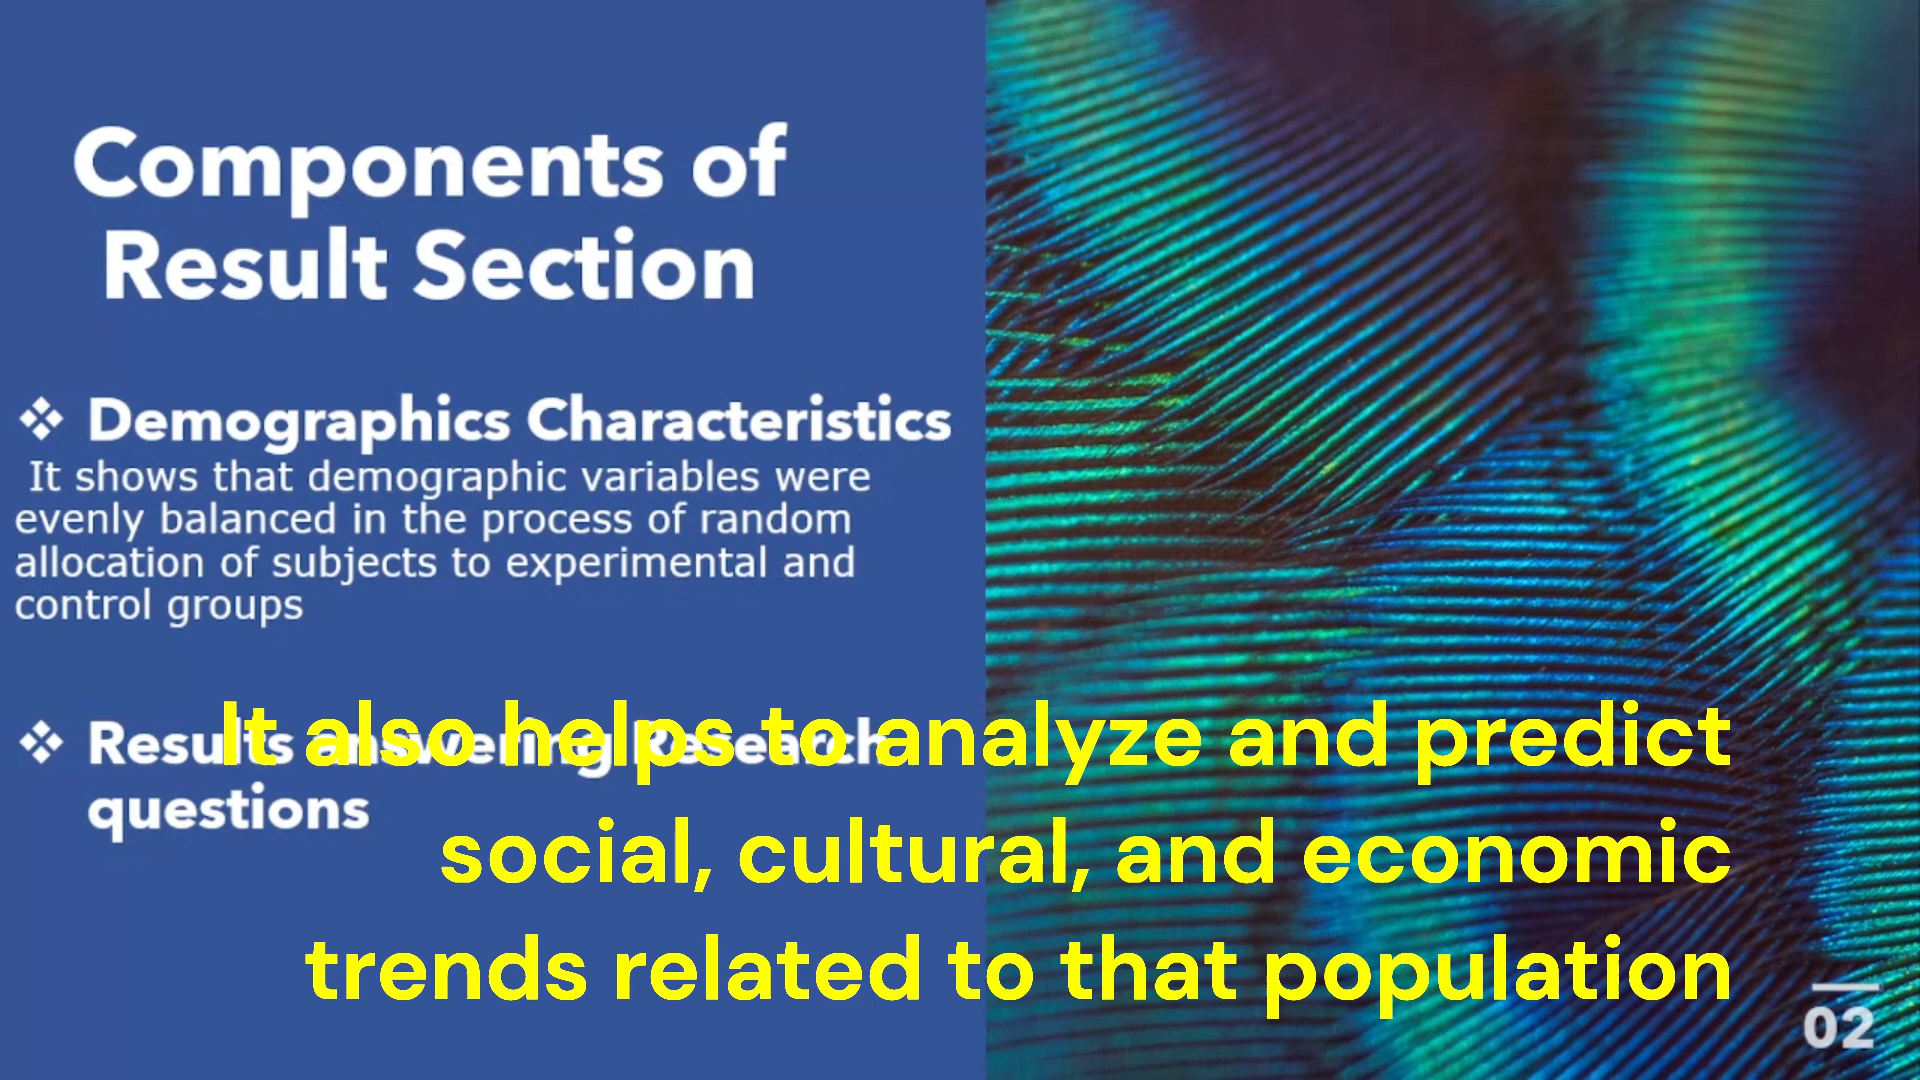 Components of
Result Section
❖ Demographics Characteristics
It shows that demographic variables were
evenly balanced in the process of random
allocation of subjects to experimental and
control groups
❖ Results answering Research
questions
It also helps to analyze and predict
social, cultural, and economic
trends related to that population
02